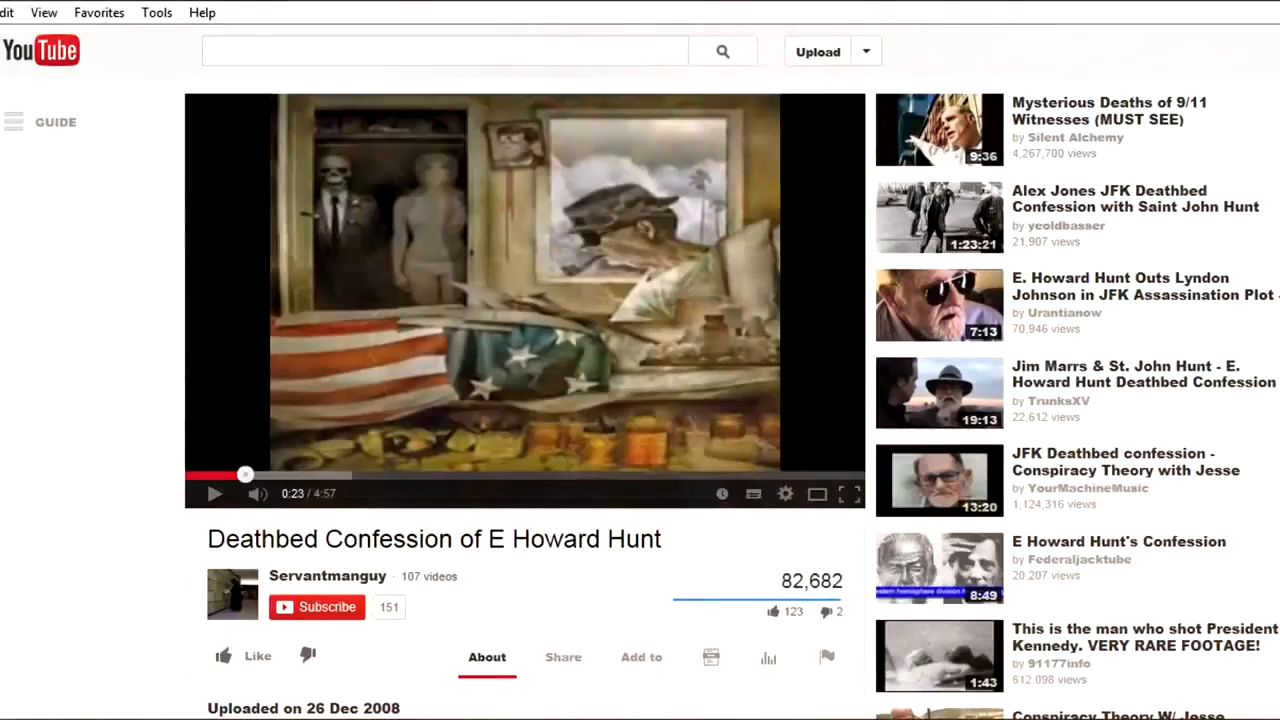 dit View Favorites Tools Help
YouTube
Upload
GUIDE
0:23 / 4:57
Deathbed Confession of E Howard Hunt
Servantmanguy · 107 videos
Subscribe 151
82,682
123 2
Like
About Share Add to
Uploaded on 26 Dec 2008
9:36
Mysterious Deaths of 9/11
Witnesses (MUST SEE)
by Silent Alchemy
4,267,700 views
1:23:21
Alex Jones JFK Deathbed
Confession with Saint John Hunt
by yeoldbasser
21,907 views
7:13
E. Howard Hunt Outs Lyndon
Johnson in JFK Assassination Plot -
by Urantianow
70,946 views
19:13
Jim Marrs & St. John Hunt - E.
Howard Hunt Deathbed Confession
by TrunksXV
22,612 views
13:20
JFK Deathbed confession -
Conspiracy Theory with Jesse
by YourMachineMusic
1,124,316 views
8:49
E Howard Hunt's Confession
by Federaljacktube
20,207 views
1:43
This is the man who shot President
Kennedy. VERY RARE FOOTAGE!
by 91177info
612,098 views
Conspiracy Theory W/ Jesse